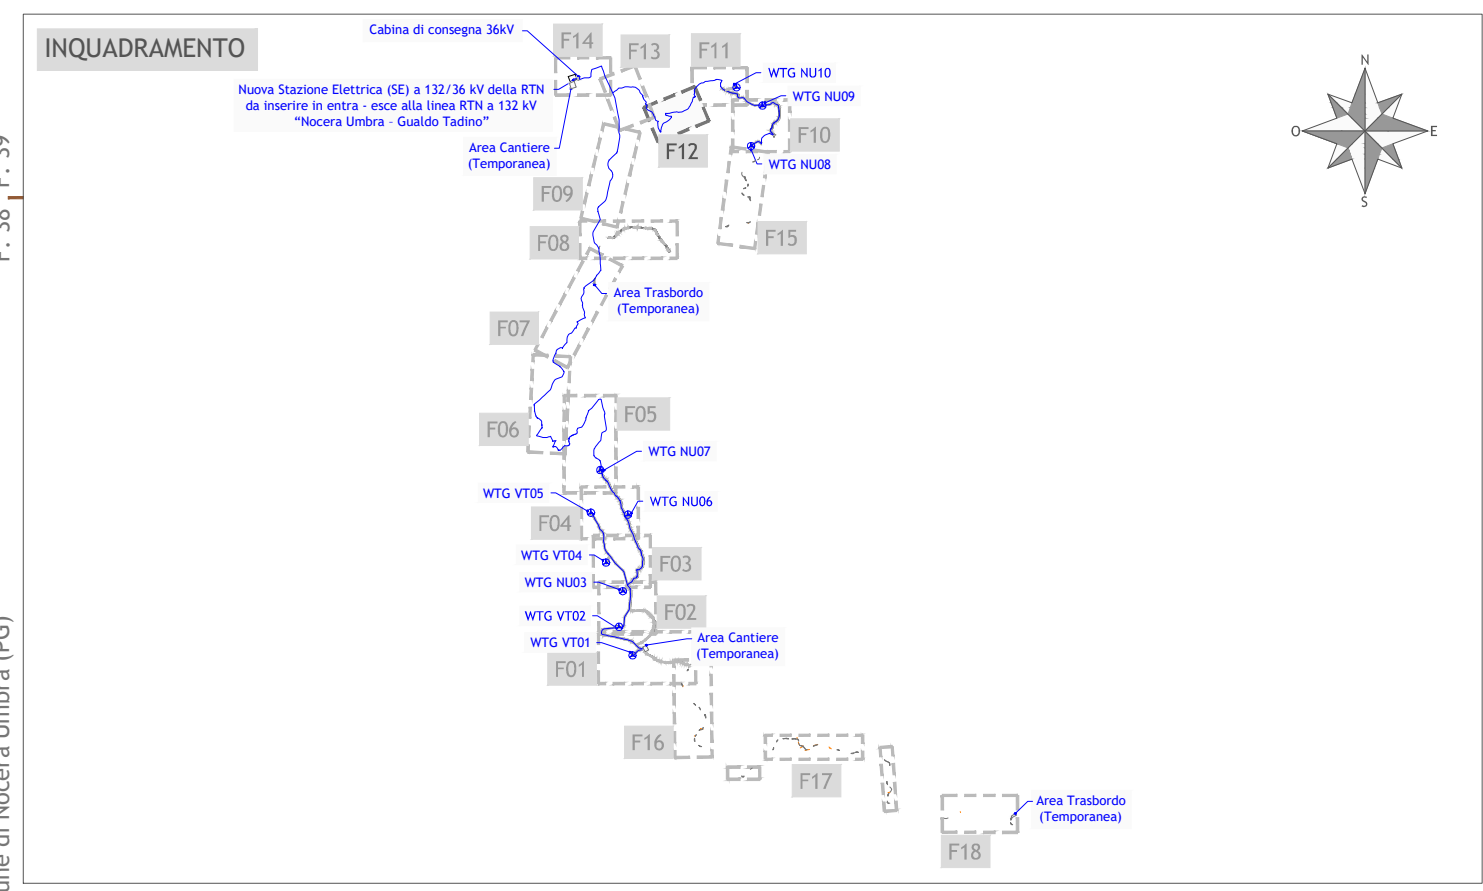 INQUADRAMENTO
Cabina di consegna 36kV
F14
F13
F11
WTG NU10
N
Nuova Stazione Elettrica (SE) a 132/36 kV della RTN
da inserire in entra - esce alla linea RTN a 132 kV
“Nocera Umbra - Gualdo Tadino”
WTG NU09
O
E
F10
Area Cantiere
(Temporanea)
F12
WTG NU08
S
F09
F08
F15
Area Trasbordo
(Temporanea)
F07
F06
F05
WTG NU07
WTG VT05
WTG NU06
F04
WTG VT04
F03
WTG NU03
WTG VT02
F02
WTG VT01
Area Cantiere
(Temporanea)
F01
F16
F17
Area Trasbordo
(Temporanea)
F18
F. 38
F. 39
di Nocera Umbra (PG)